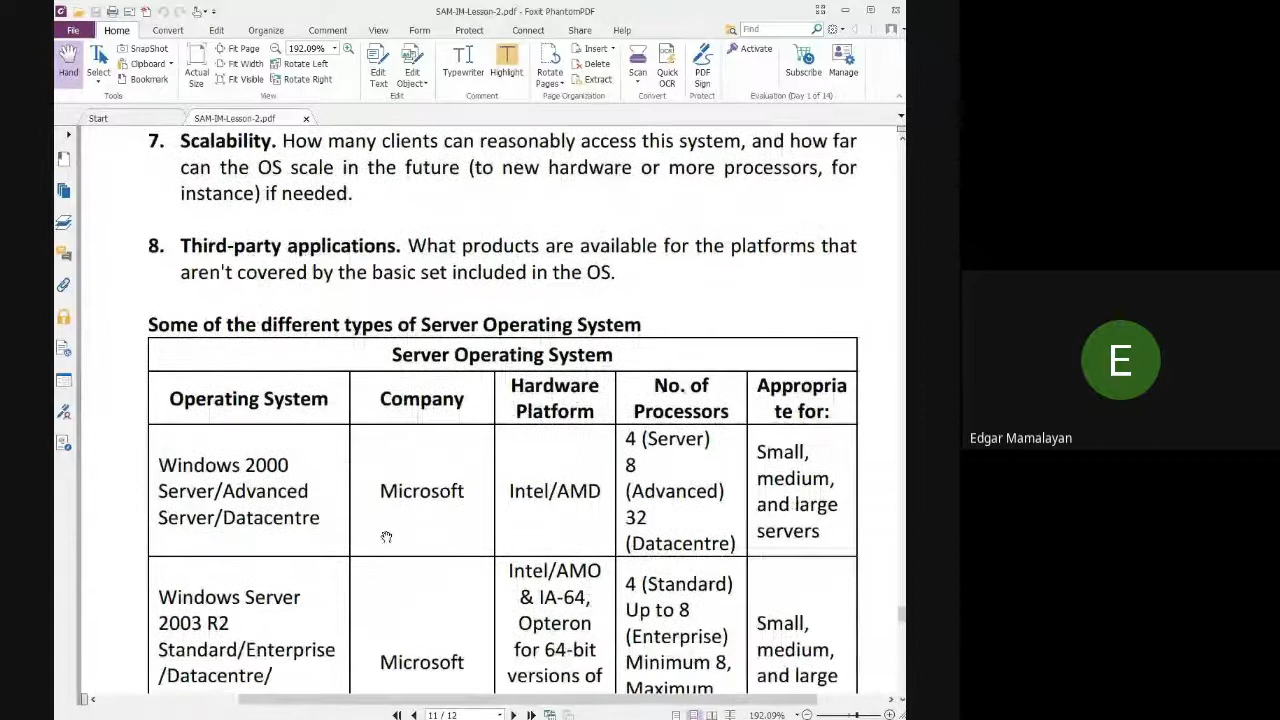 SAM-IM-Lesson-2.pdf - Foxit PhantomPDF
File Home Convert Edit Organize Comment View Form Protect Connect Share Help Find
SnapShot Clipboard Bookmark
Hand Select
Actual Size
Fit Page Fit Width Fit Visible
192.09%
Rotate Left Rotate Right
Edit Text Edit Object
Typewriter Highlight
Rotate Pages
Insert Delete Extract
Scan Quick OCR
PDF Sign
Activate
Subscribe Manage
Tools View Edit Comment Page Organization Convert Protect Evaluation (Day 1 of 14)
Start SAM-IM-Lesson-2.pdf
7. Scalability. How many clients can reasonably access this system, and how far
can the OS scale in the future (to new hardware or more processors, for
instance) if needed.
8. Third-party applications. What products are available for the platforms that
aren't covered by the basic set included in the OS.
Some of the different types of Server Operating System
Server Operating System
Operating System
Company
Hardware
Platform
No. of
Processors
Appropria
te for:
Windows 2000
Server/Advanced
Server/Datacentre
Microsoft
Intel/AMD
4 (Server)
8
(Advanced)
32
(Datacentre)
Small,
medium,
and large
servers
Windows Server
2003 R2
Standard/Enterprise
/Datacentre/
Microsoft
Intel/AMO
& IA-64,
Opteron
for 64-bit
versions of
4 (Standard)
Up to 8
(Enterprise)
Minimum 8,
Maximum
Small,
medium,
and large
11 / 12
192.09%
E
Edgar Mamalayan